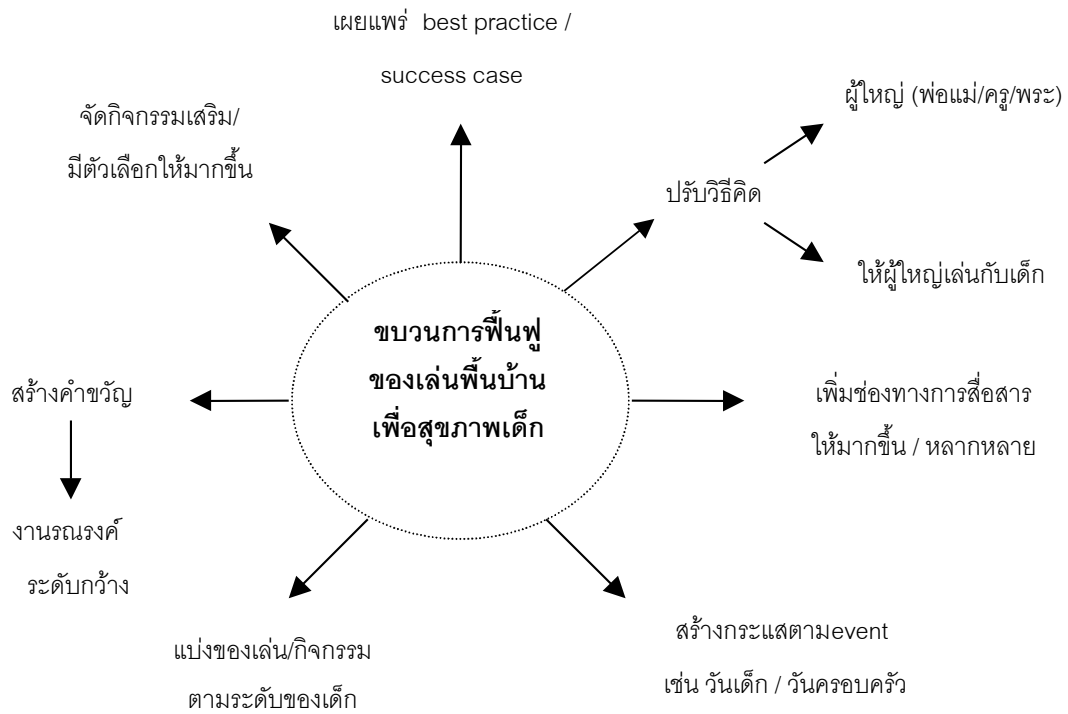 เผยแพร่ best practice /
success case
ผู้ใหญ่ (พ่อแม่/ครู/พระ)
จัดกิจกรรมเสริม/
มีตัวเลือกให้มากขึ้น
ปรับวิธีคิด
ให้ผู้ใหญ่เล่นกับเด็ก
ขบวนการฟื้นฟู
ของเล่นพื้นบ้าน
เพื่อสุขภาพเด็ก
สร้างคำขวัญ
เพิ่มช่องทางการสื่อสาร
ให้มากขึ้น / หลากหลาย
งานรณรงค์
ระดับกว้าง
แบ่งของเล่น/กิจกรรม
ตามระดับของเด็ก
สร้างกระแสตามevent
เช่น วันเด็ก / วันครอบครัว